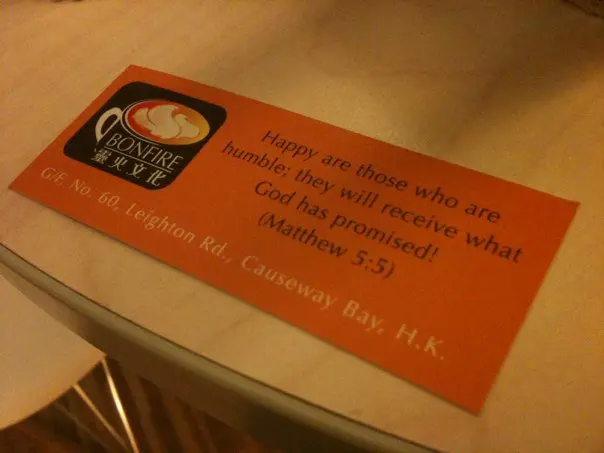 BONFIRE
靈火文化
Happy are those who are
humble; they will receive what
God has promised!
(Matthew 5:5)
G/F, No. 60, Leighton Rd., Causeway Bay, H.K.